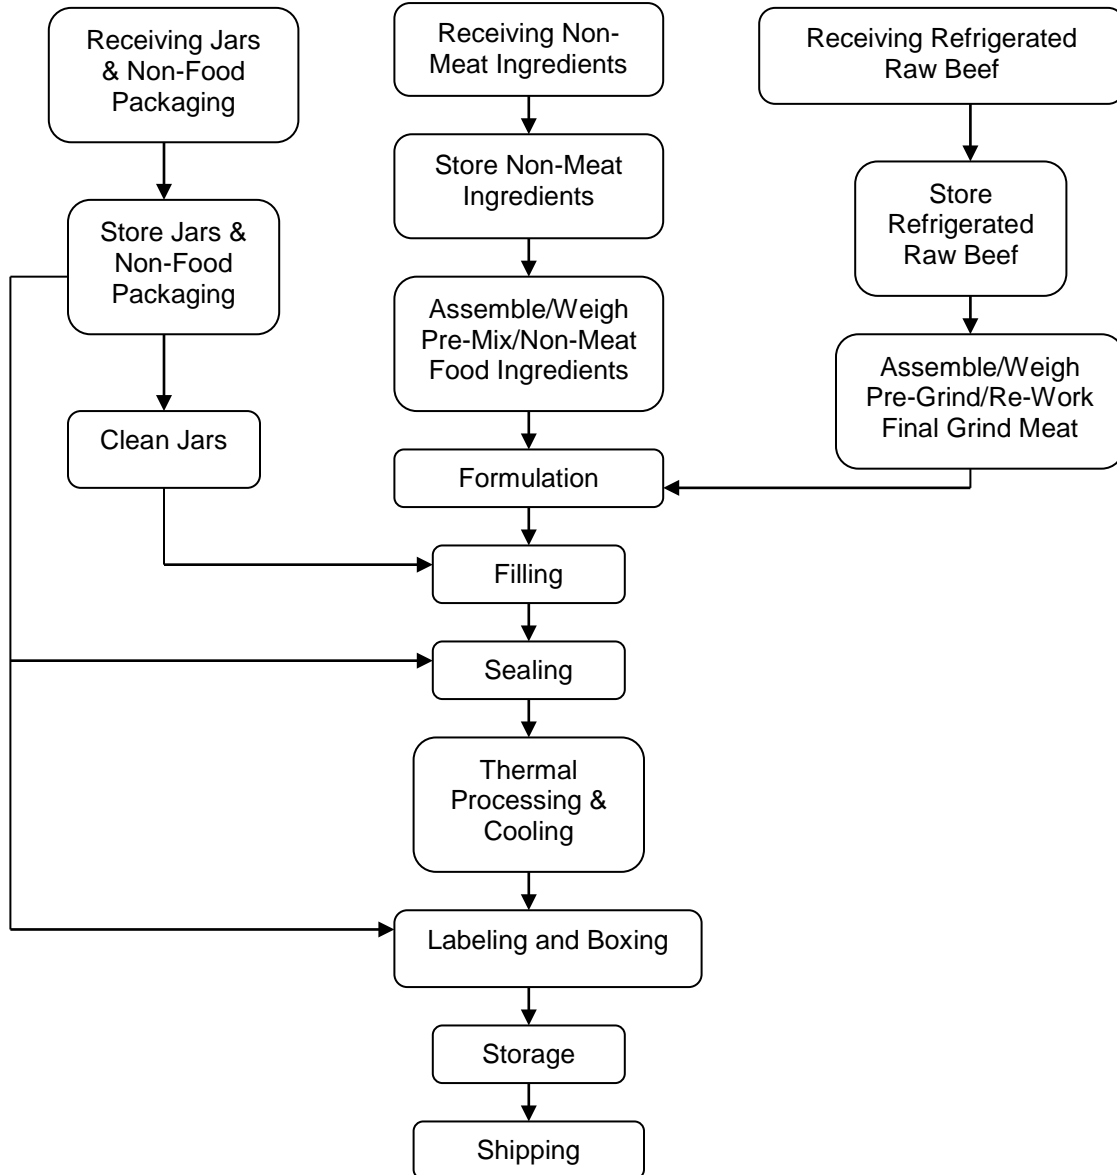 Receiving Jars
& Non-Food
Packaging
Receiving Non-
Meat Ingredients
Receiving Refrigerated
Raw Beef
Store Jars &
Non-Food
Packaging
Store Non-Meat
Ingredients
Store
Refrigerated
Raw Beef
Assemble/Weigh
Pre-Mix/Non-Meat
Food Ingredients
Assemble/Weigh
Pre-Grind/Re-Work
Final Grind Meat
Clean Jars
Formulation
Filling
Sealing
Thermal
Processing &
Cooling
Labeling and Boxing
Storage
Shipping